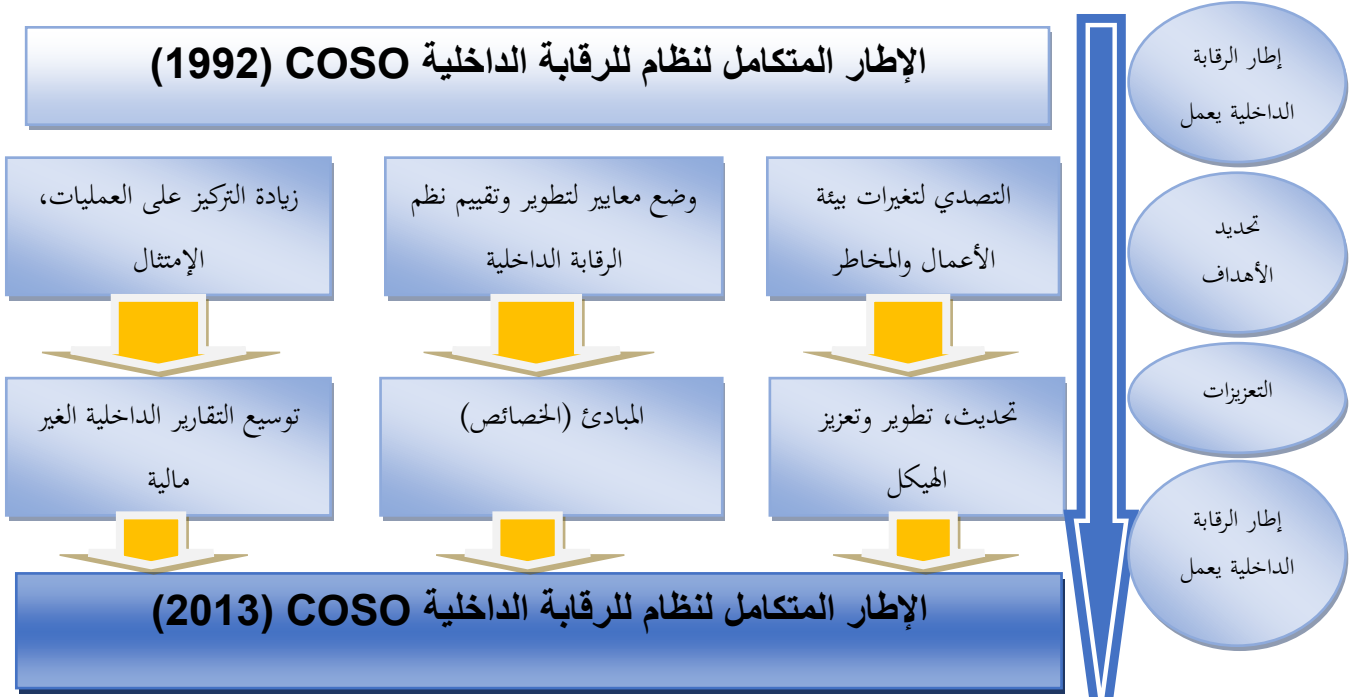 الإطار المتكامل لنظام للرقابة الداخلية COSO (1992)
إطار الرقابة
الداخلية يعمل
التصدي لتغيرات بيئة
الأعمال والمخاطر
وضع معايير لتطوير وتقييم نظم
الرقابة الداخلية
زيادة التركيز على العمليات،
الإمتثال
تحديد
الأهداف
تحديث، تطوير وتعزيز
الهيكل
المبادئ (الخصائص)
توسيع التقارير الداخلية الغير
مالية
التعزيزات
الإطار المتكامل لنظام للرقابة الداخلية COSO (2013)
إطار الرقابة
الداخلية يعمل